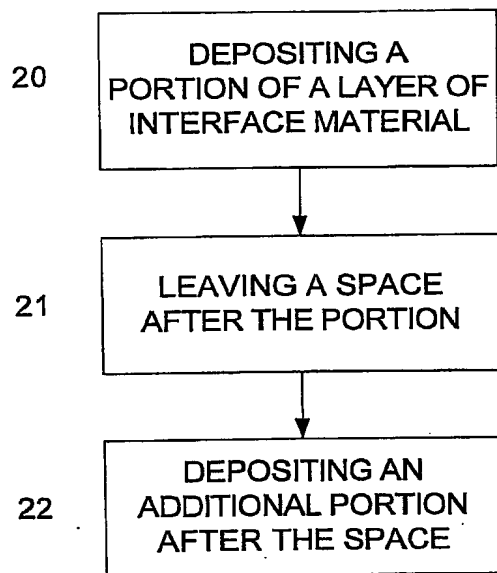 20
DEPOSITING A
PORTION OF A LAYER OF
INTERFACE MATERIAL
21
LEAVING A SPACE
AFTER THE PORTION
22
DEPOSITING AN
ADDITIONAL PORTION
AFTER THE SPACE